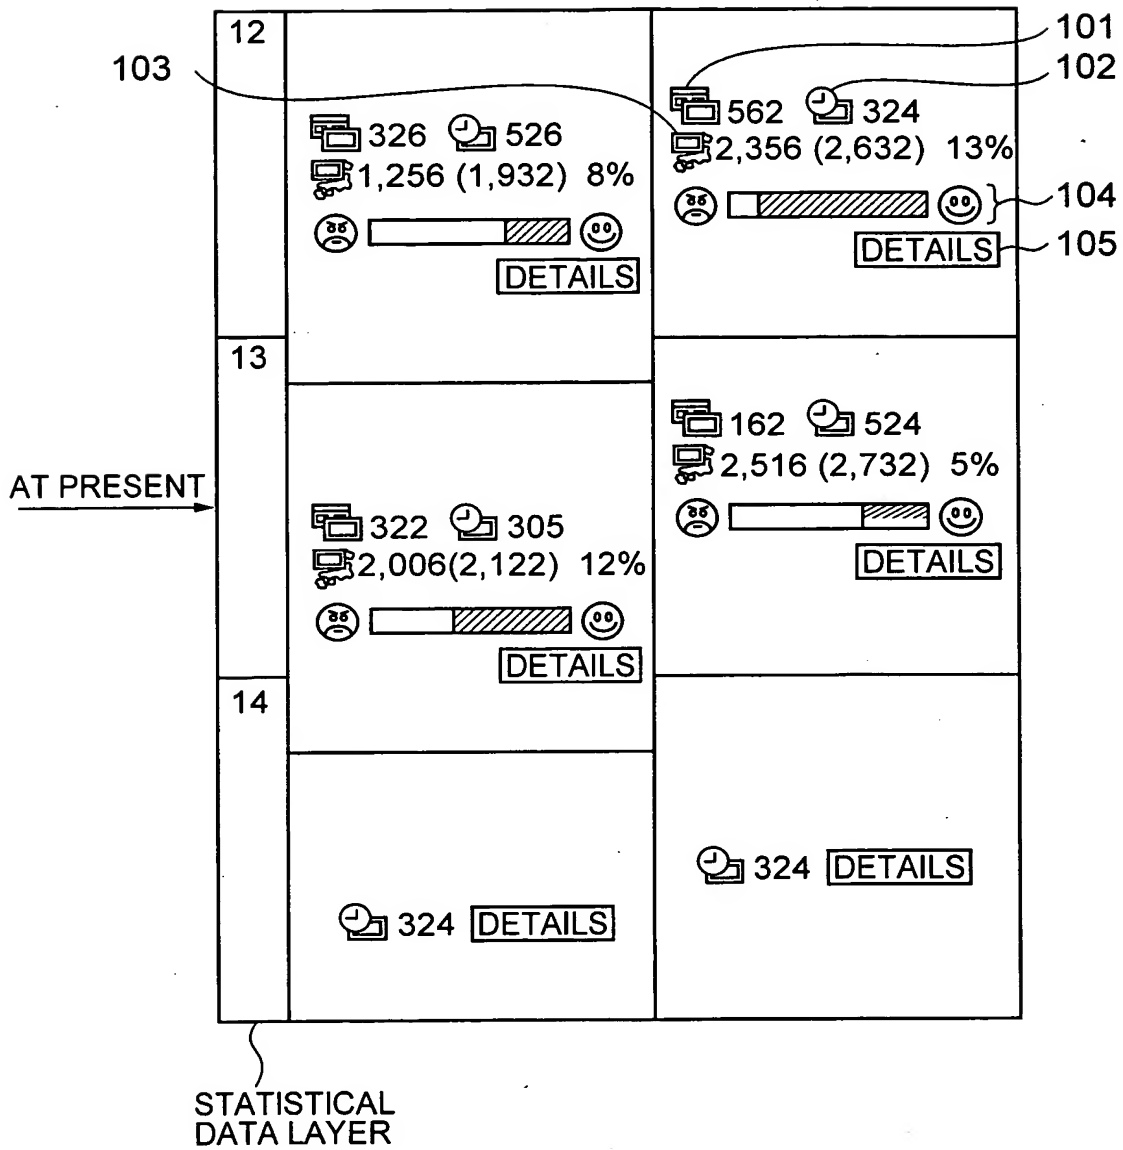 12
101
103
102
562 324
326 526
2,356 (2,632) 13%
1,256 (1,932) 8%
104
DETAILS
105
DETAILS
13
162 524
2,516 (2,732) 5%
AT PRESENT
322 305
2,006(2,122) 12%
DETAILS
DETAILS
14
324 DETAILS
324 DETAILS
STATISTICAL
DATA LAYER